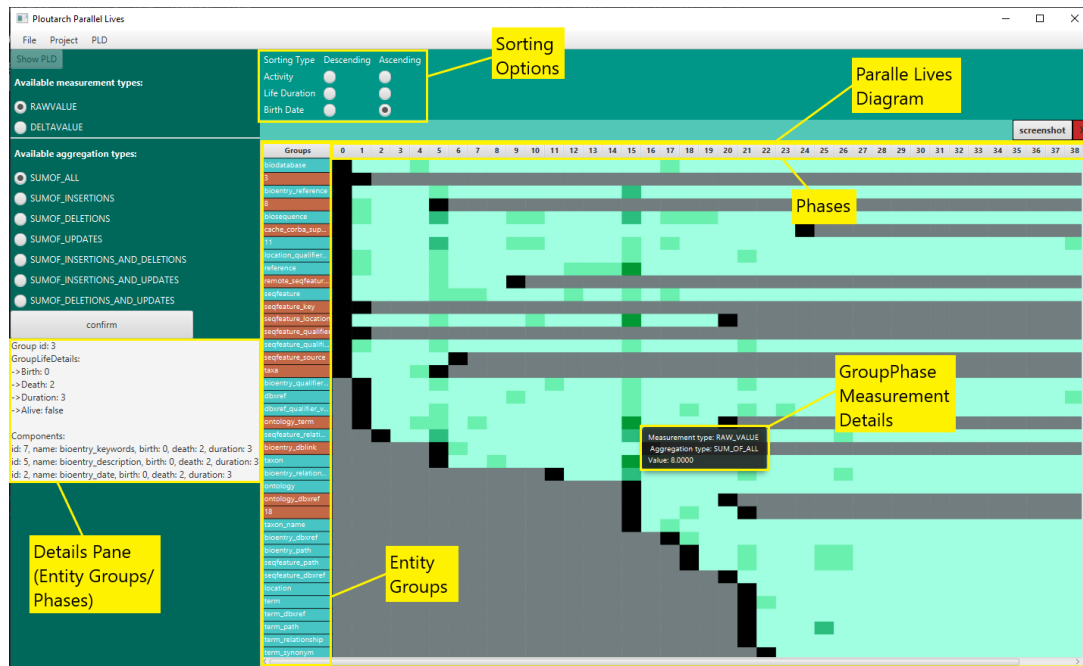 Ploutarch Parallel Lives
File Project PLD
Show PLD
Available measurement types:
RAWVALUE
DELTAVALUE
Available aggregation types:
SUMOF_ALL
SUMOF_INSERTIONS
SUMOF_DELETIONS
SUMOF_UPDATES
SUMOF_INSERTIONS_AND_DELETIONS
SUMOF_INSERTIONS_AND_UPDATES
SUMOF_DELETIONS_AND_UPDATES
confirm
Group id: 3
GroupLifeDetails:
->Birth: 0
->Death: 2
->Duration: 3
->Alive: false
Components:
id: 7, name: bioentry_keywords, birth: 0, death: 2, duration: 3
id: 5, name: bioentry_description, birth: 0, death: 2, duration: 3
id: 2, name: bioentry_date, birth: 0, death: 2, duration: 3
Details Pane
(Entity Groups/
Phases)
Sorting Type Descending Ascending
Activity
Life Duration
Birth Date
Sorting
Options
Paralle Lives
Diagram
screenshot
Groups 0 1 2 3 4 5 6 7 8 9 10 11 12 13 14 15 16 17 18 19 20 21 22 23 24 25 26 27 28 29 30 31 32 33 34 35 36 37 38
biodatabase
3
bioentry_reference
8
biosequence
cache_corba_sup...
11
location_qualifier...
reference
remote_seqfeatur...
seqfeature
seqfeature_key
seqfeature_location
seqfeature_qualifier
seqfeature_qualifi...
seqfeature_source
taxa
bioentry_qualifier...
dbxref
dbxref_qualifier_v...
ontology_term
seqfeature_relati...
bioentry_dblink
taxon
bioentry_relation...
ontology
ontology_dbxref
18
taxon_name
bioentry_dbxref
bioentry_path
seqfeature_path
seqfeature_dbxref
location
term
term_dbxref
term_path
term_relationship
term_synonym
Phases
GroupPhase
Measurement
Details
Measurement type: RAW_VALUE
Aggregation type: SUM_OF_ALL
Value: 8.0000
Entity
Groups